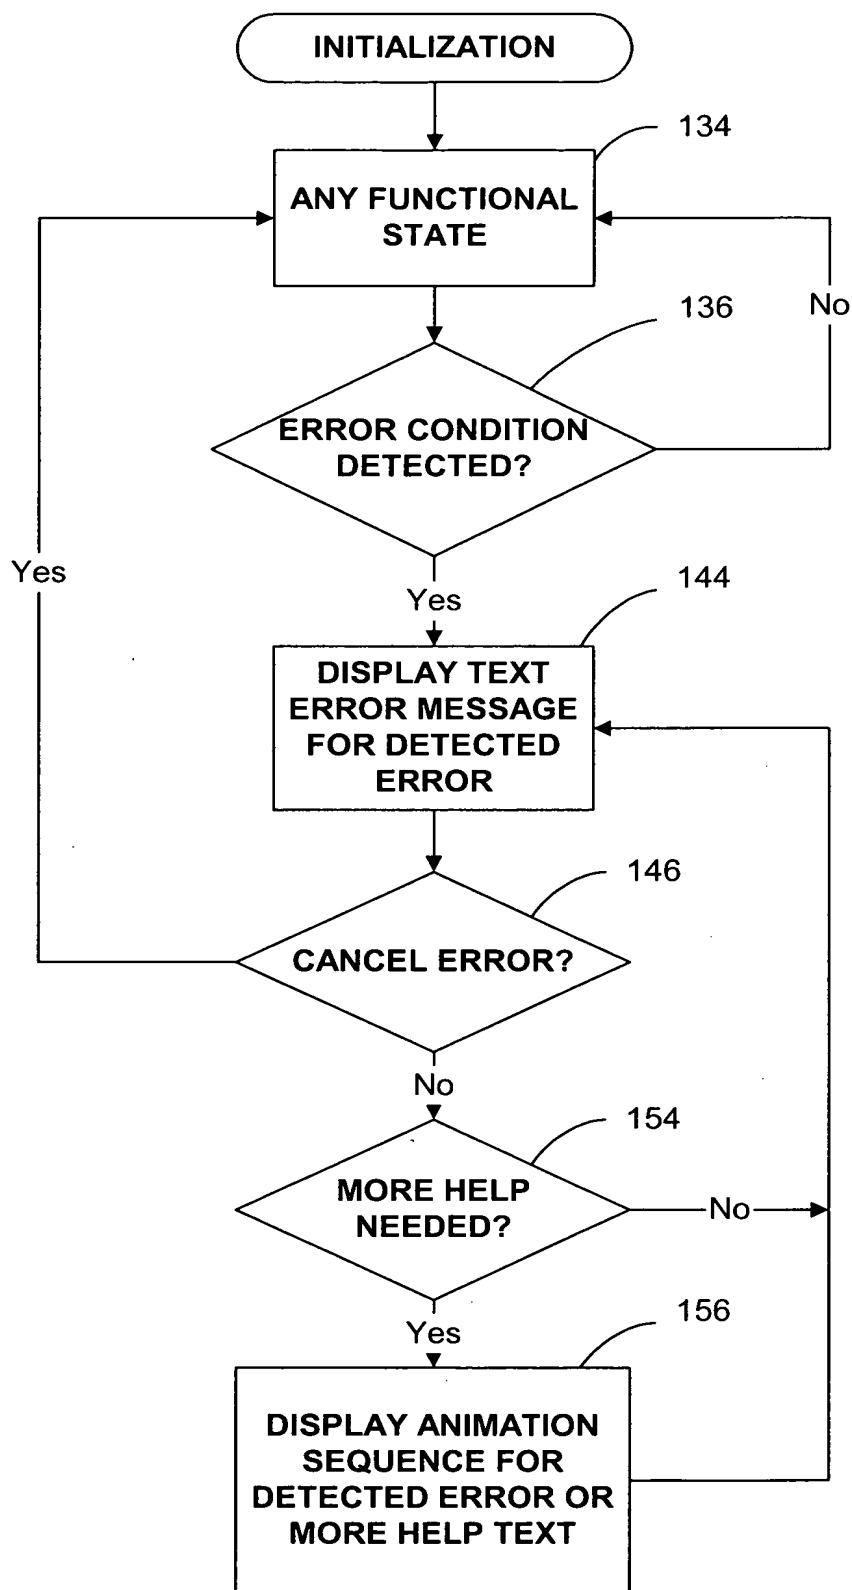 INITIALIZATION
134
ANY FUNCTIONAL
STATE
136
No
ERROR CONDITION
DETECTED?
Yes
Yes
144
DISPLAY TEXT
ERROR MESSAGE
FOR DETECTED
ERROR
146
CANCEL ERROR?
No
154
MORE HELP
NEEDED?
No
Yes
156
DISPLAY ANIMATION
SEQUENCE FOR
DETECTED ERROR OR
MORE HELP TEXT